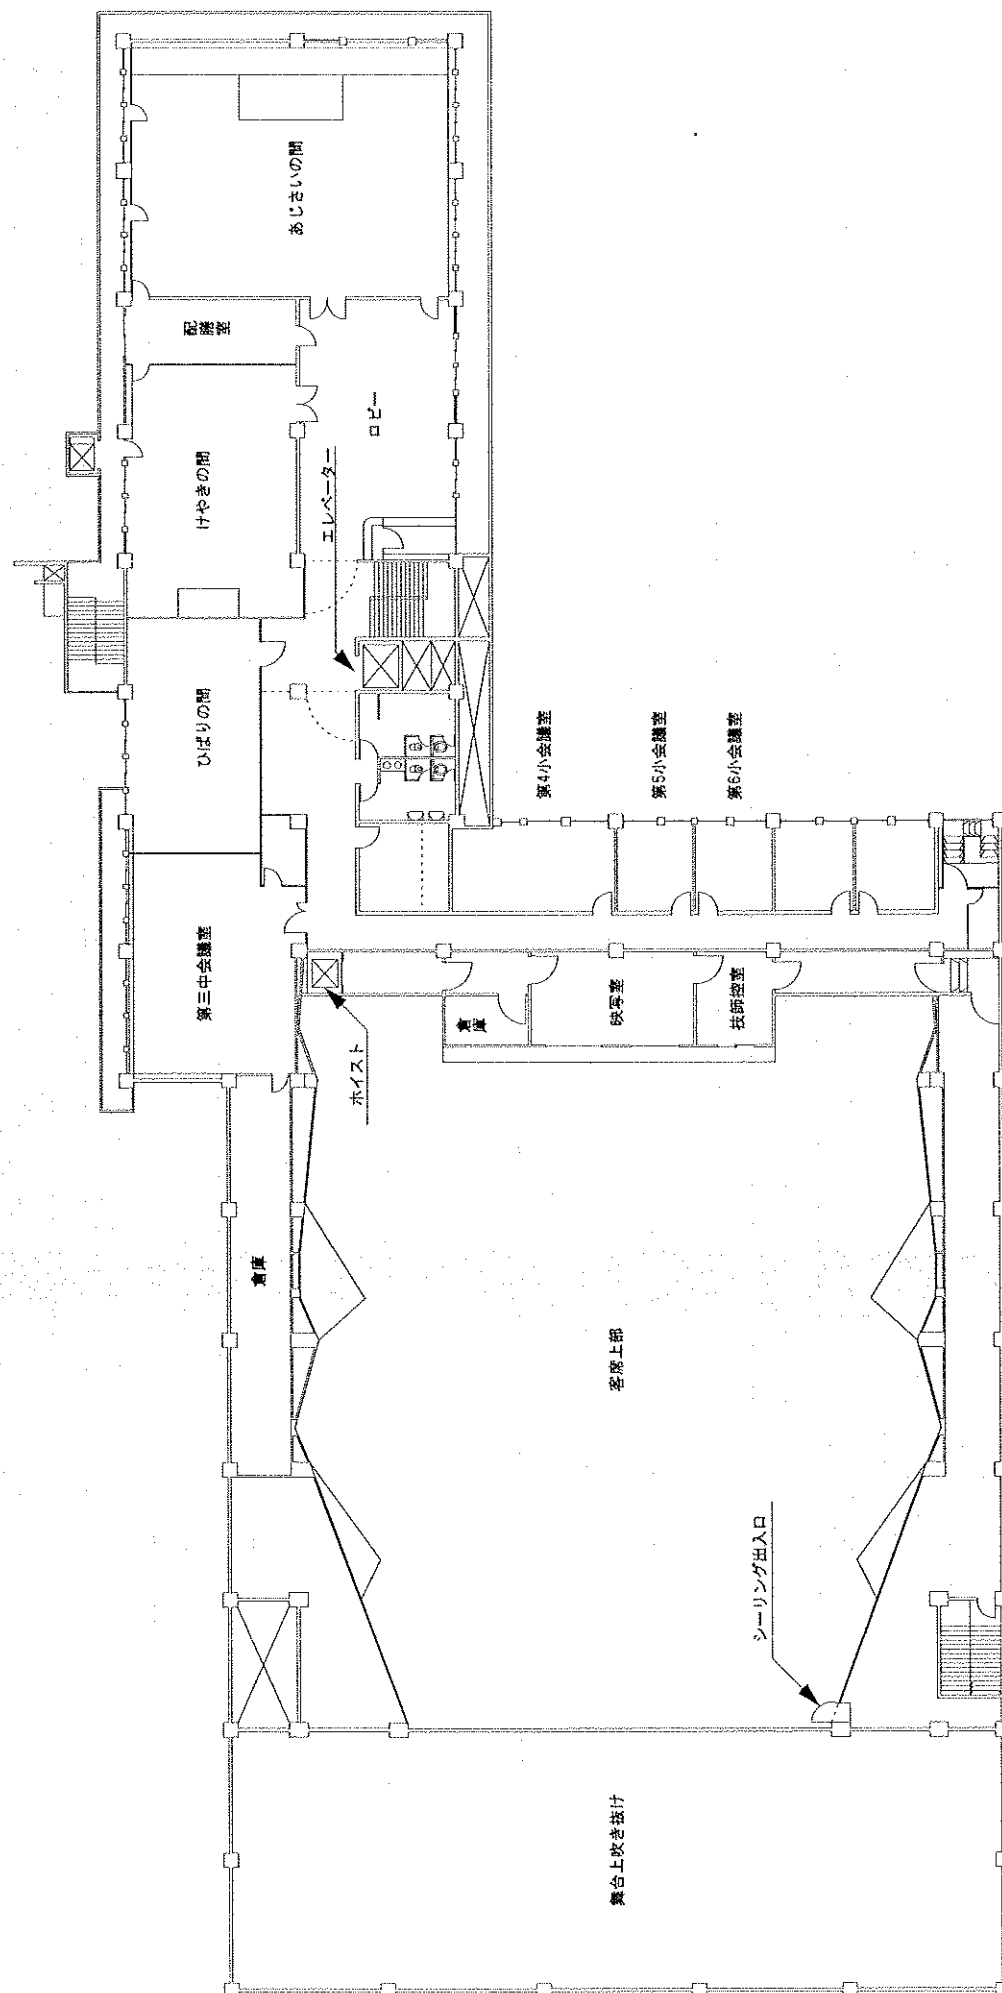 あじさいの間
配膳室
けやきの間
ロビー
エレベーター
ひばりの間
第4小会議室
第5小会議室
第6小会議室
第三中会議室
ホイスト
倉庫
映写室
技師控室
倉庫
客席上部
シーリング出入口
舞台上吹き抜け